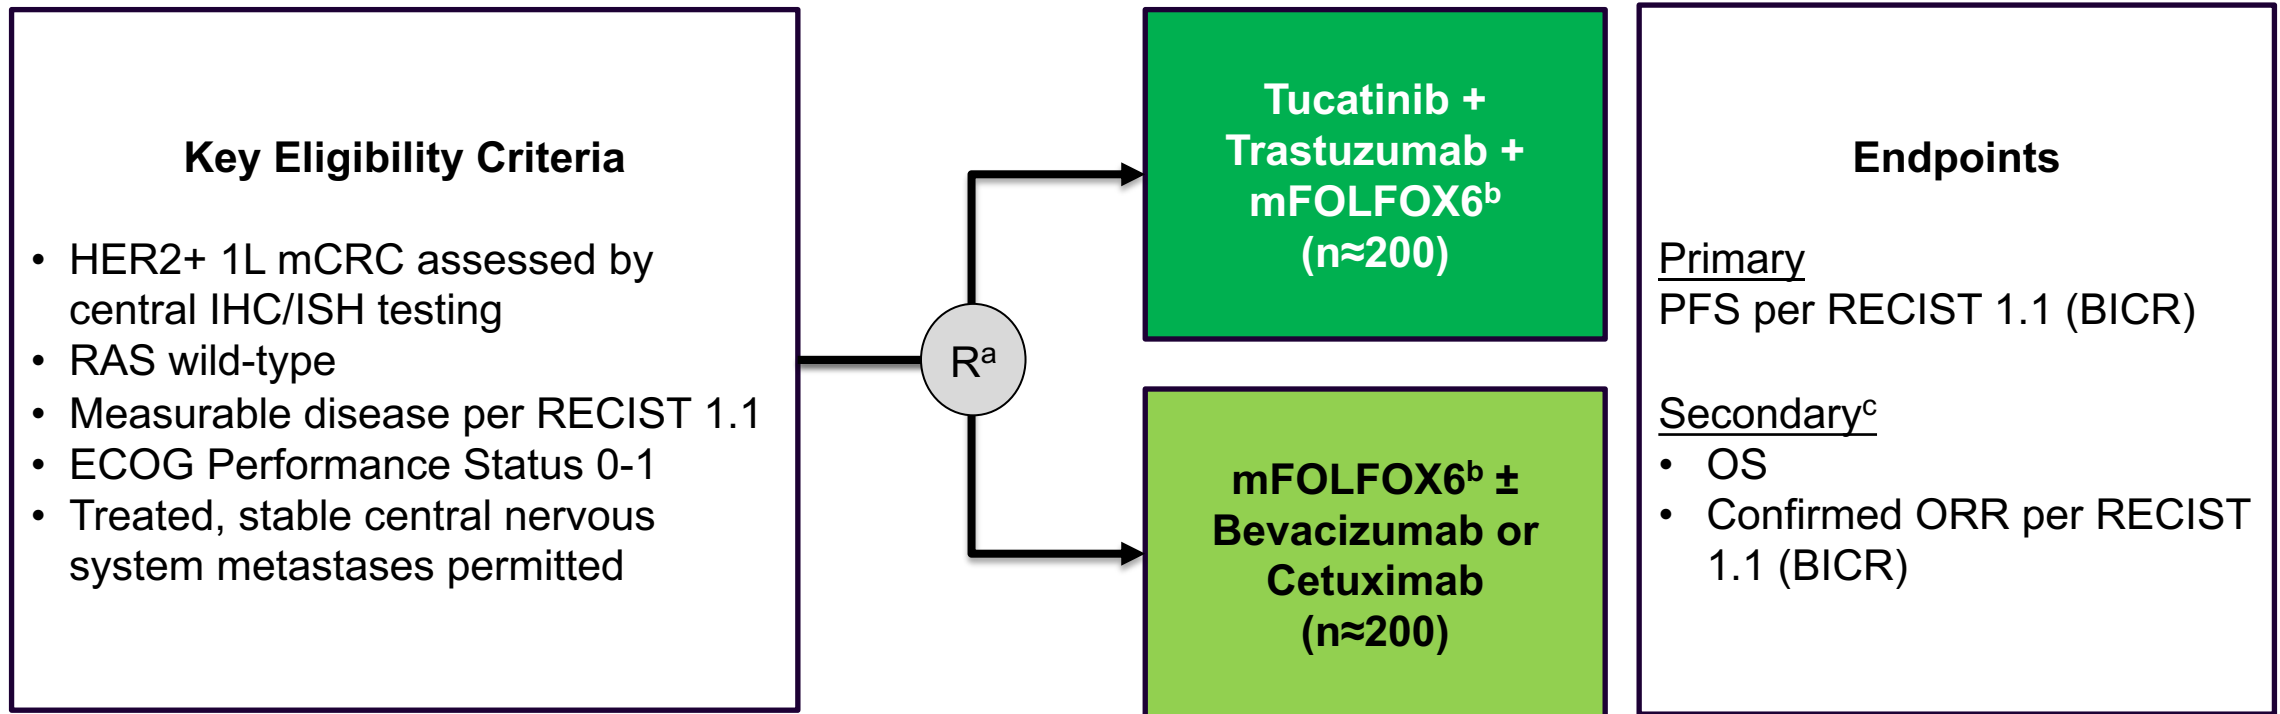 Key Eligibility Criteria
• HER2+ 1L mCRC assessed by
central IHC/ISH testing
• RAS wild-type
• Measurable disease per RECIST 1.1
• ECOG Performance Status 0-1
• Treated, stable central nervous
system metastases permitted
Rᵃ
Tucatinib +
Trastuzumab +
mFOLFOX6ᵇ
(n≈200)
mFOLFOX6ᵇ ±
Bevacizumab or
Cetuximab
(n≈200)
Endpoints
Primary
PFS per RECIST 1.1 (BICR)
Secondaryᶜ
• OS
• Confirmed ORR per RECIST
1.1 (BICR)